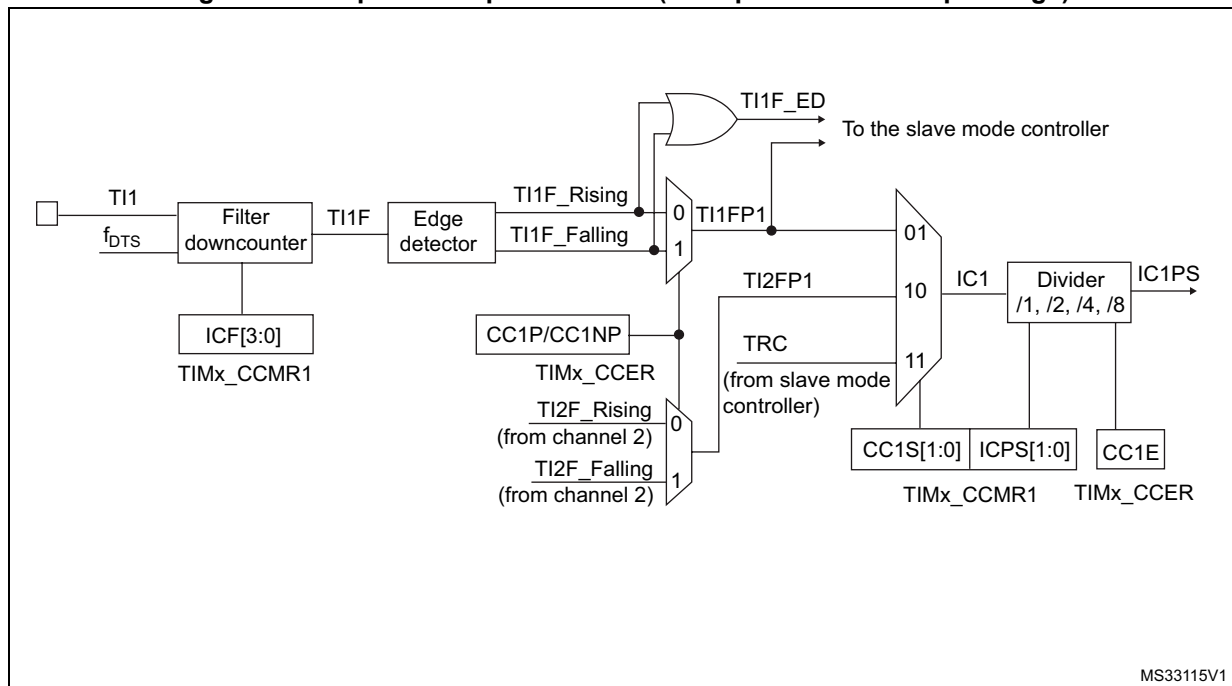 TI1F_ED
To the slave mode controller
TI1
f_DTS
Filter
downcounter
TI1F
Edge
detector
TI1F_Rising
TI1F_Falling
0
1
TI1FP1
01
TI2FP1
10
IC1
Divider
/1, /2, /4, /8
IC1PS
ICF[3:0]
TIMx_CCMR1
CC1P/CC1NP
TIMx_CCER
TRC
11
(from slave mode
controller)
TI2F_Rising
(from channel 2)
0
TI2F_Falling
(from channel 2)
1
CC1S[1:0]
ICPS[1:0]
CC1E
TIMx_CCMR1
TIMx_CCER
MS33115V1